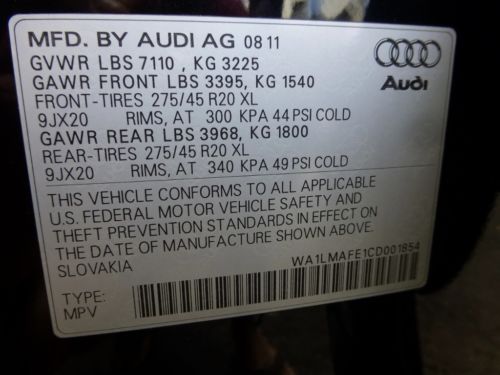 MFD. BY AUDI AG 08 11
GVWR LBS 7110 , KG 3225
GAWR FRONT LBS 3395, KG 1540
FRONT-TIRES 275/45 R20 XL
9JX20 RIMS, AT 300 KPA 44 PSI COLD
GAWR REAR LBS 3968, KG 1800
REAR-TIRES 275/45 R20 XL
9JX20 RIMS, AT 340 KPA 49 PSI COLD
Audi
THIS VEHICLE CONFORMS TO ALL APPLICABLE
U.S. FEDERAL MOTOR VEHICLE SAFETY AND
THEFT PREVENTION STANDARDS IN EFFECT ON
THE DATE OF MANUFACTURE SHOWN ABOVE.
SLOVAKIA
WA1LMAFE1CD001854
TYPE:
MPV